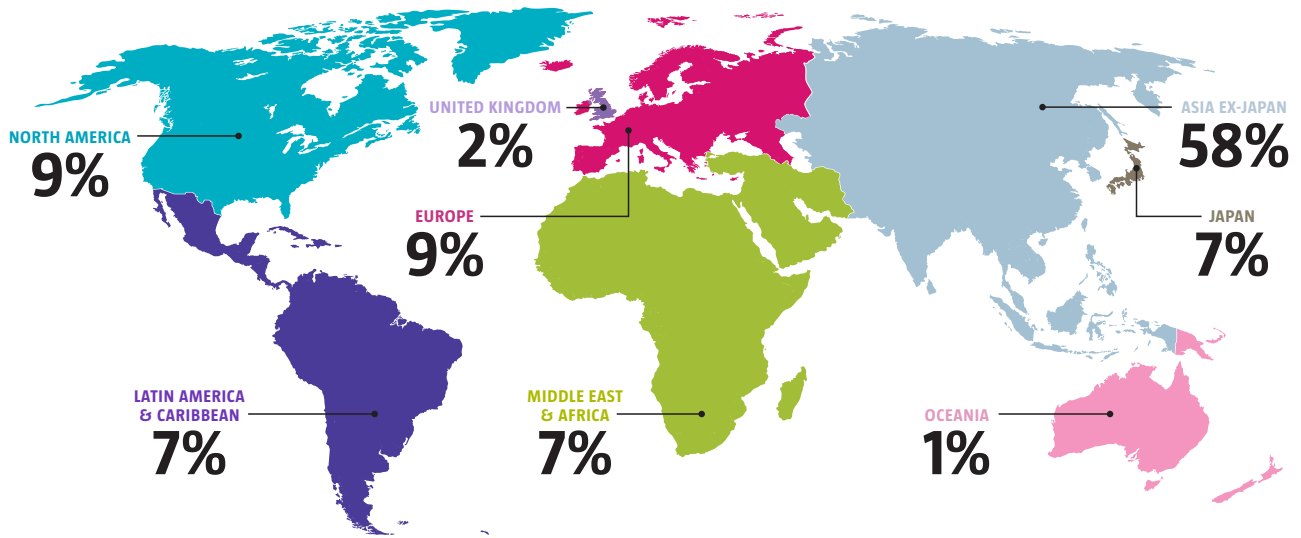 NORTH AMERICA
9%
UNITED KINGDOM
2%
EUROPE
9%
ASIA EX-JAPAN
58%
JAPAN
7%
LATIN AMERICA
& CARIBBEAN
7%
MIDDLE EAST
& AFRICA
7%
OCEANIA
1%